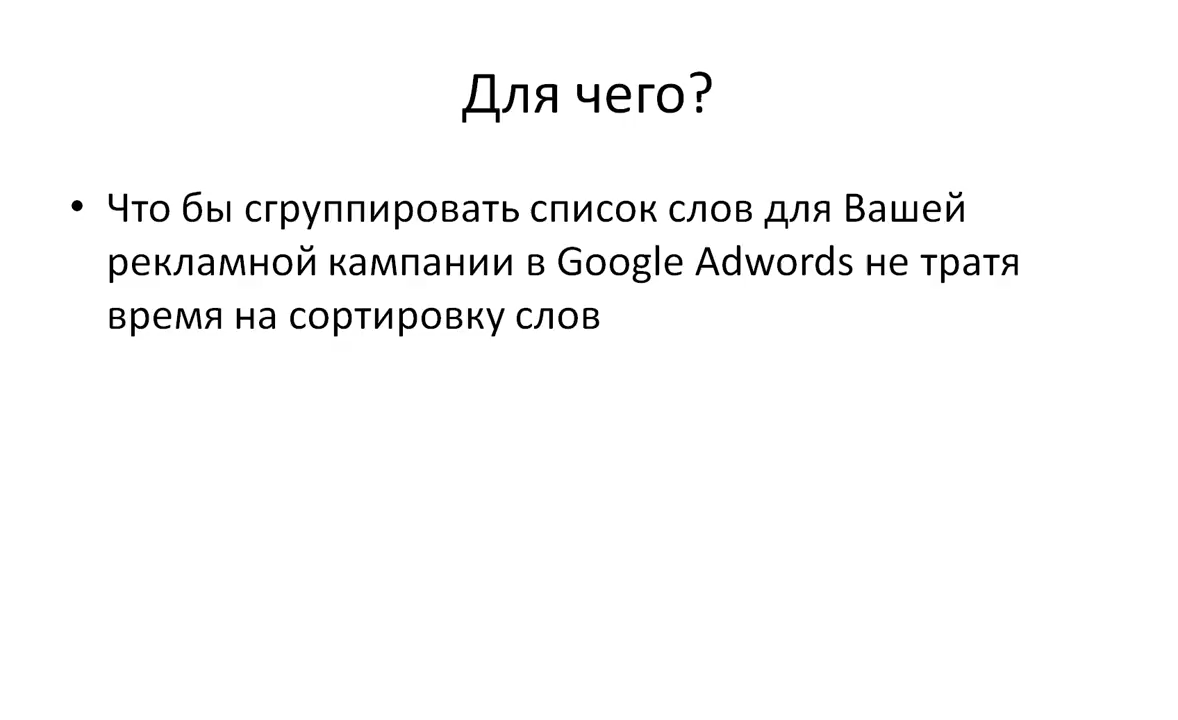 Для чего?
• Что бы сгруппировать список слов для Вашей
рекламной кампании в Google Adwords не тратя
время на сортировку слов